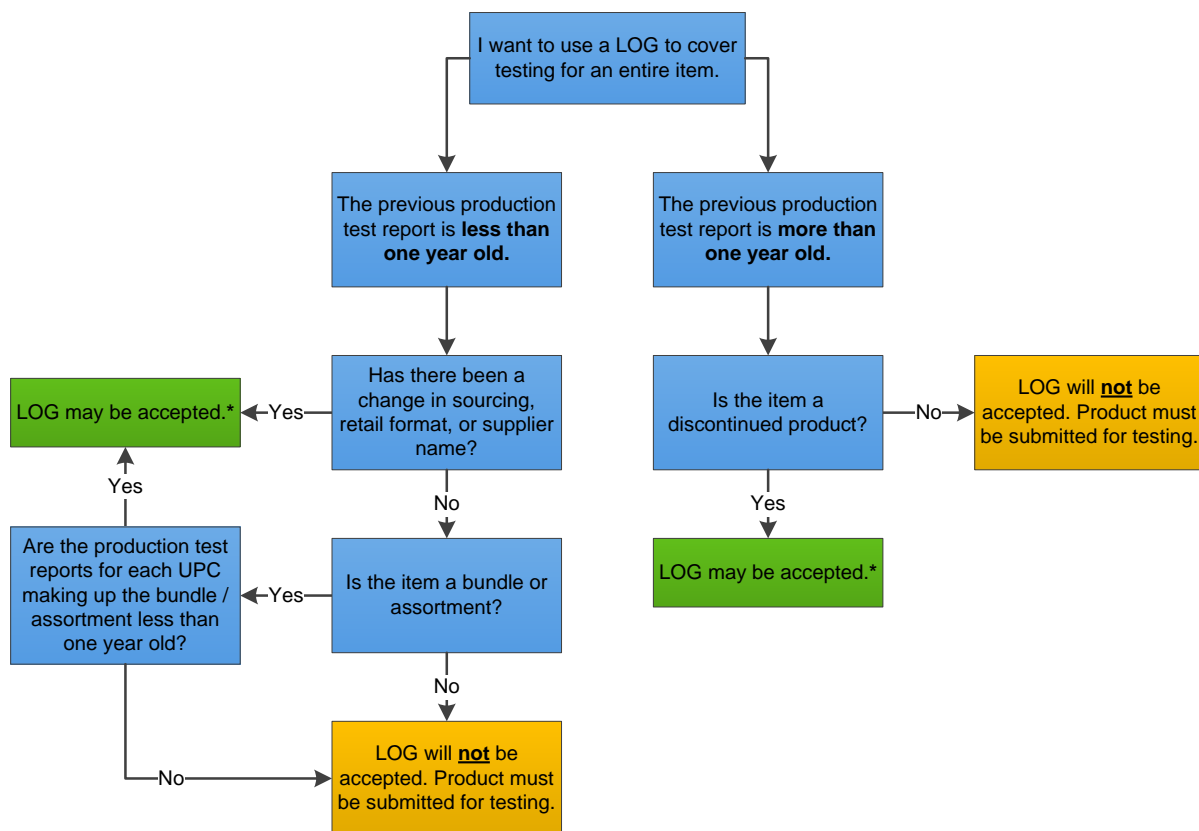 I want to use a LOG to cover
testing for an entire item.
The previous production
test report is less than
one year old.
The previous production
test report is more than
one year old.
Has there been a
change in sourcing,
retail format, or supplier
name?
Yes
LOG may be accepted.*
Is the item a
discontinued product?
No
LOG will not be
accepted. Product must
be submitted for testing.
Yes
No
Yes
Are the production test
reports for each UPC
making up the bundle /
assortment less than
one year old?
Yes
Is the item a bundle or
assortment?
LOG may be accepted.*
No
No
LOG will not be
accepted. Product must
be submitted for testing.